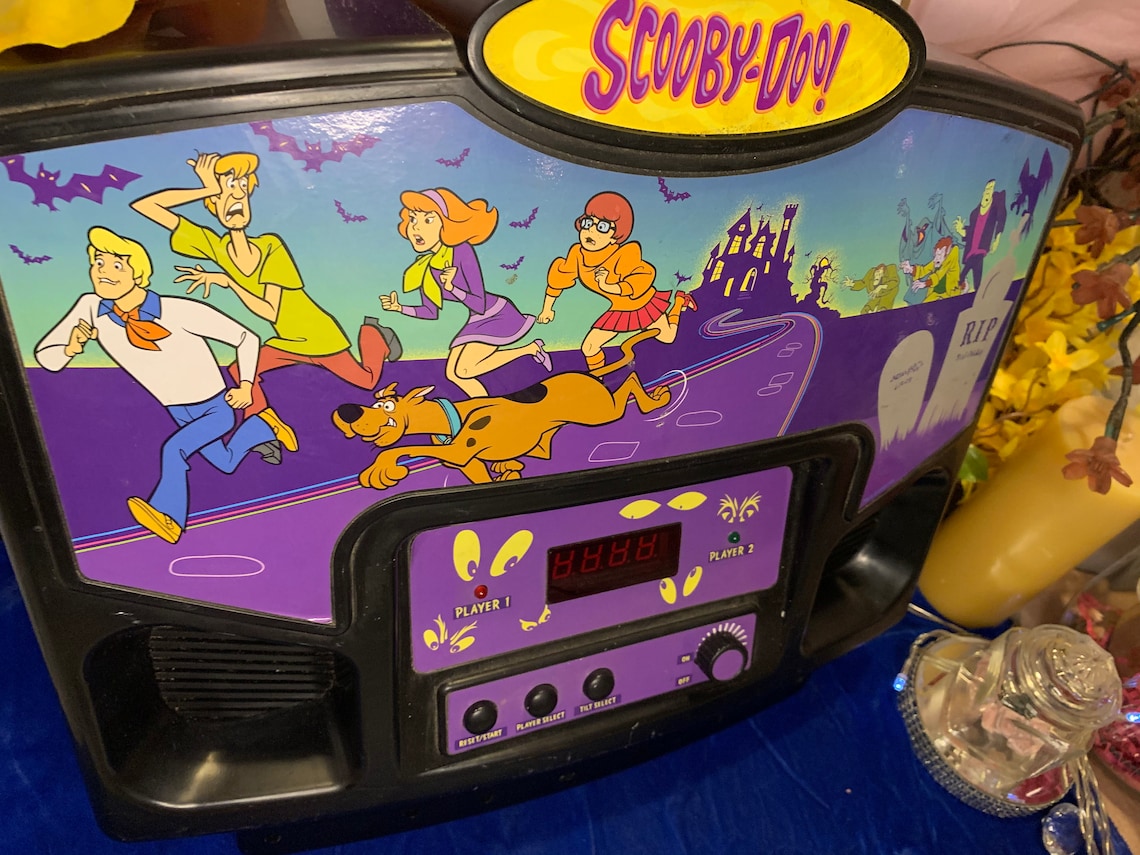 SCOOBY-DOO!
RIP
PLAYER 1
PLAYER 2
ON
OFF
RESET/START
PLAYER SELECT
TILT SELECT